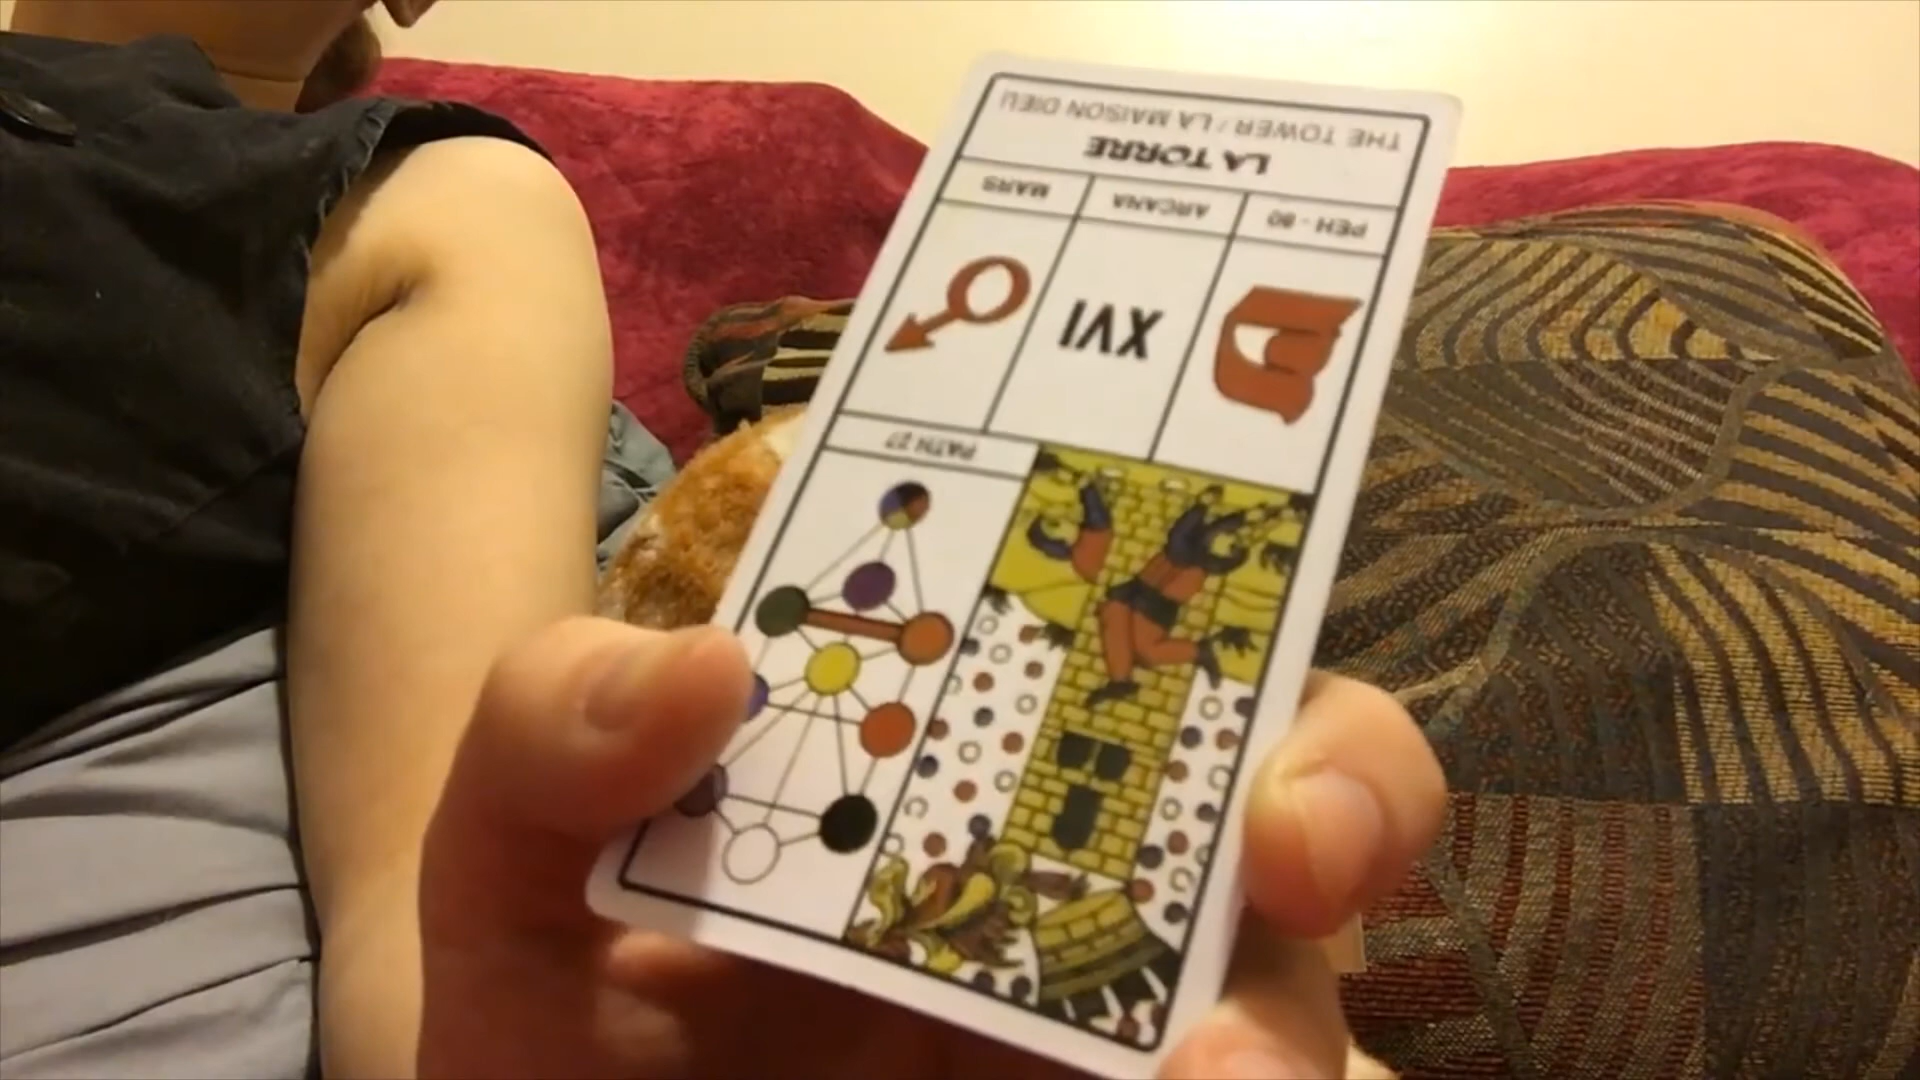 PATH 27
פ XVI
PEH - 80 ARCANA MARS
LA TORRE
THE TOWER / LA MAISON DIEU